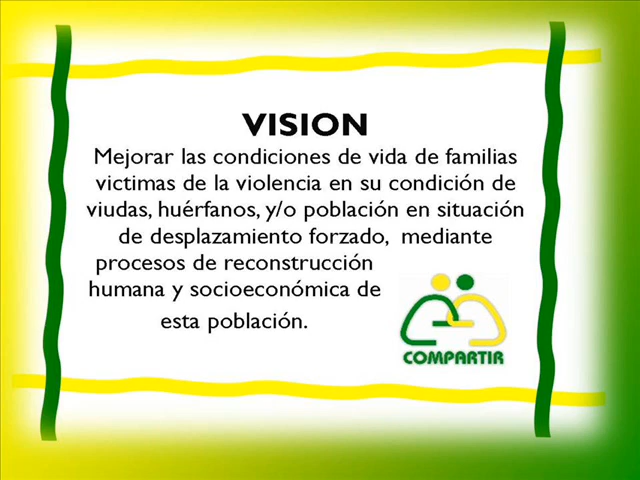 VISION
Mejorar las condiciones de vida de familias
victimas de la violencia en su condición de
viudas, huérfanos, y/o población en situación
de desplazamiento forzado, mediante
procesos de reconstrucción
humana y socioeconómica de
esta población.
COMPARTIR